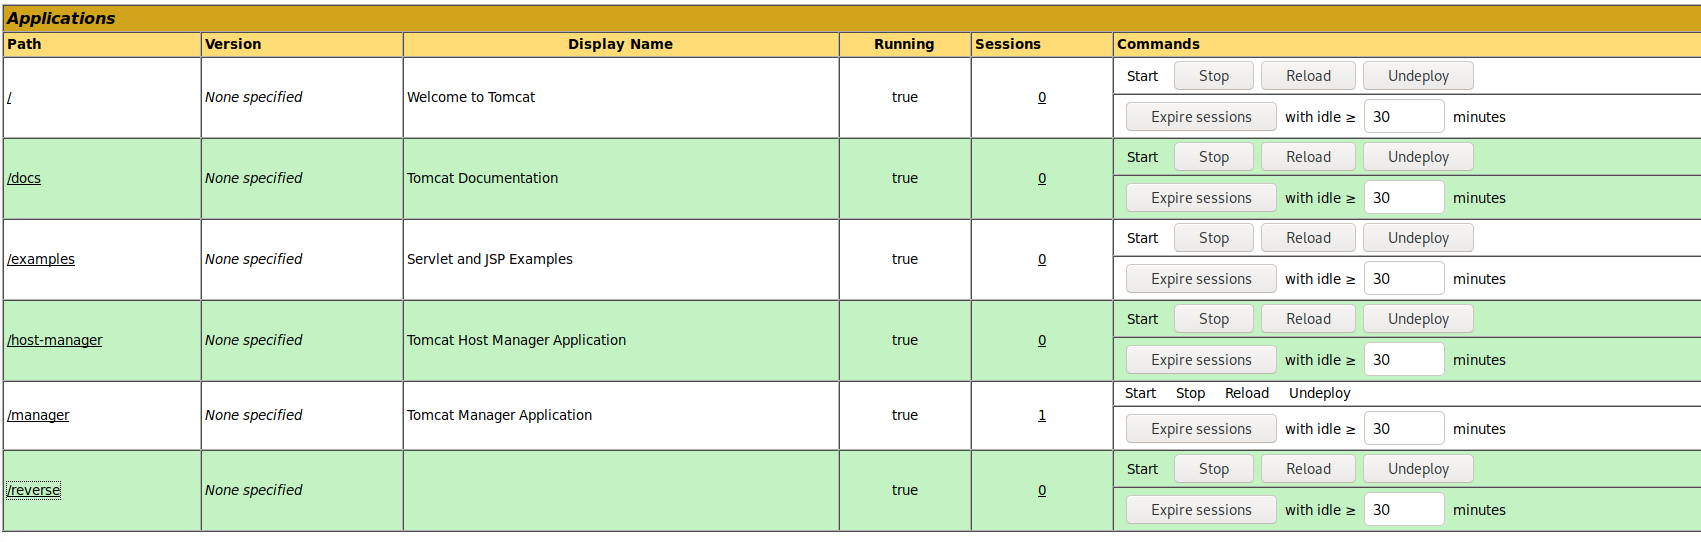 Applications
Path Version Display Name Running Sessions Commands
/ None specified Welcome to Tomcat true 0 Start Stop Reload Undeploy
Expire sessions with idle ≥ 30 minutes
/docs None specified Tomcat Documentation true 0 Start Stop Reload Undeploy
Expire sessions with idle ≥ 30 minutes
/examples None specified Servlet and JSP Examples true 0 Start Stop Reload Undeploy
Expire sessions with idle ≥ 30 minutes
/host-manager None specified Tomcat Host Manager Application true 0 Start Stop Reload Undeploy
Expire sessions with idle ≥ 30 minutes
/manager None specified Tomcat Manager Application true 1 Start Stop Reload Undeploy
Expire sessions with idle ≥ 30 minutes
/reverse None specified true 0 Start Stop Reload Undeploy
Expire sessions with idle ≥ 30 minutes